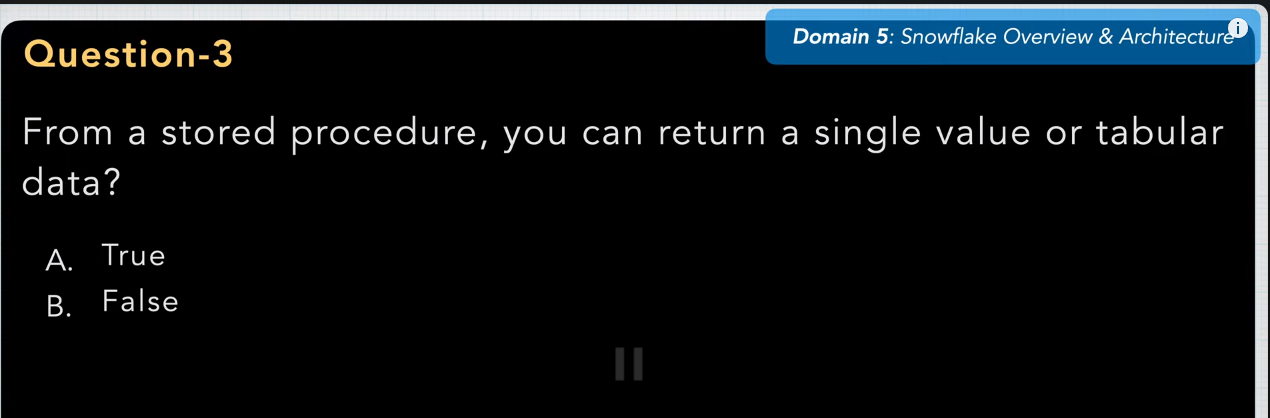 Domain 5: Snowflake Overview & Architecture
Question-3
From a stored procedure, you can return a single value or tabular
data?
A. True
B. False